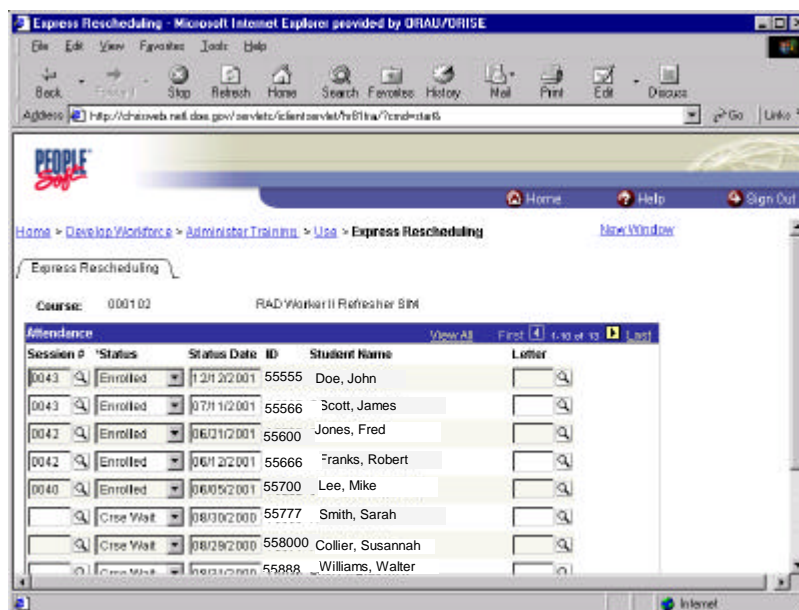 Express Rescheduling - Microsoft Internet Explorer provided by ORAU/ORISE
File Edit View Favorites Tools Help
Back Forward Stop Refresh Home Search Favorites History Mail Print Edit Discuss
Address Go Links
PEOPLE Soft
Home Help Sign Out
Home > Develop Workforce > Administer Training > Use > Express Rescheduling New Window
Express Rescheduling
Course: 000102 RAD Worker II Refresher SIM
Attendance View All First 1-10 of 13 Last
Session # *Status Status Date ID Student Name Letter
0043 Enrolled 12/12/2001 55555 Doe, John
0043 Enrolled 07/11/2001 55566 Scott, James
0042 Enrolled 06/21/2001 55600 Jones, Fred
0042 Enrolled 06/12/2001 55666 Franks, Robert
0040 Enrolled 06/05/2001 55700 Lee, Mike
Crse Wait 08/30/2000 55777 Smith, Sarah
Crse Wait 08/29/2000 558000 Collier, Susannah
Crse Wait 55888 Williams, Walter
Internet